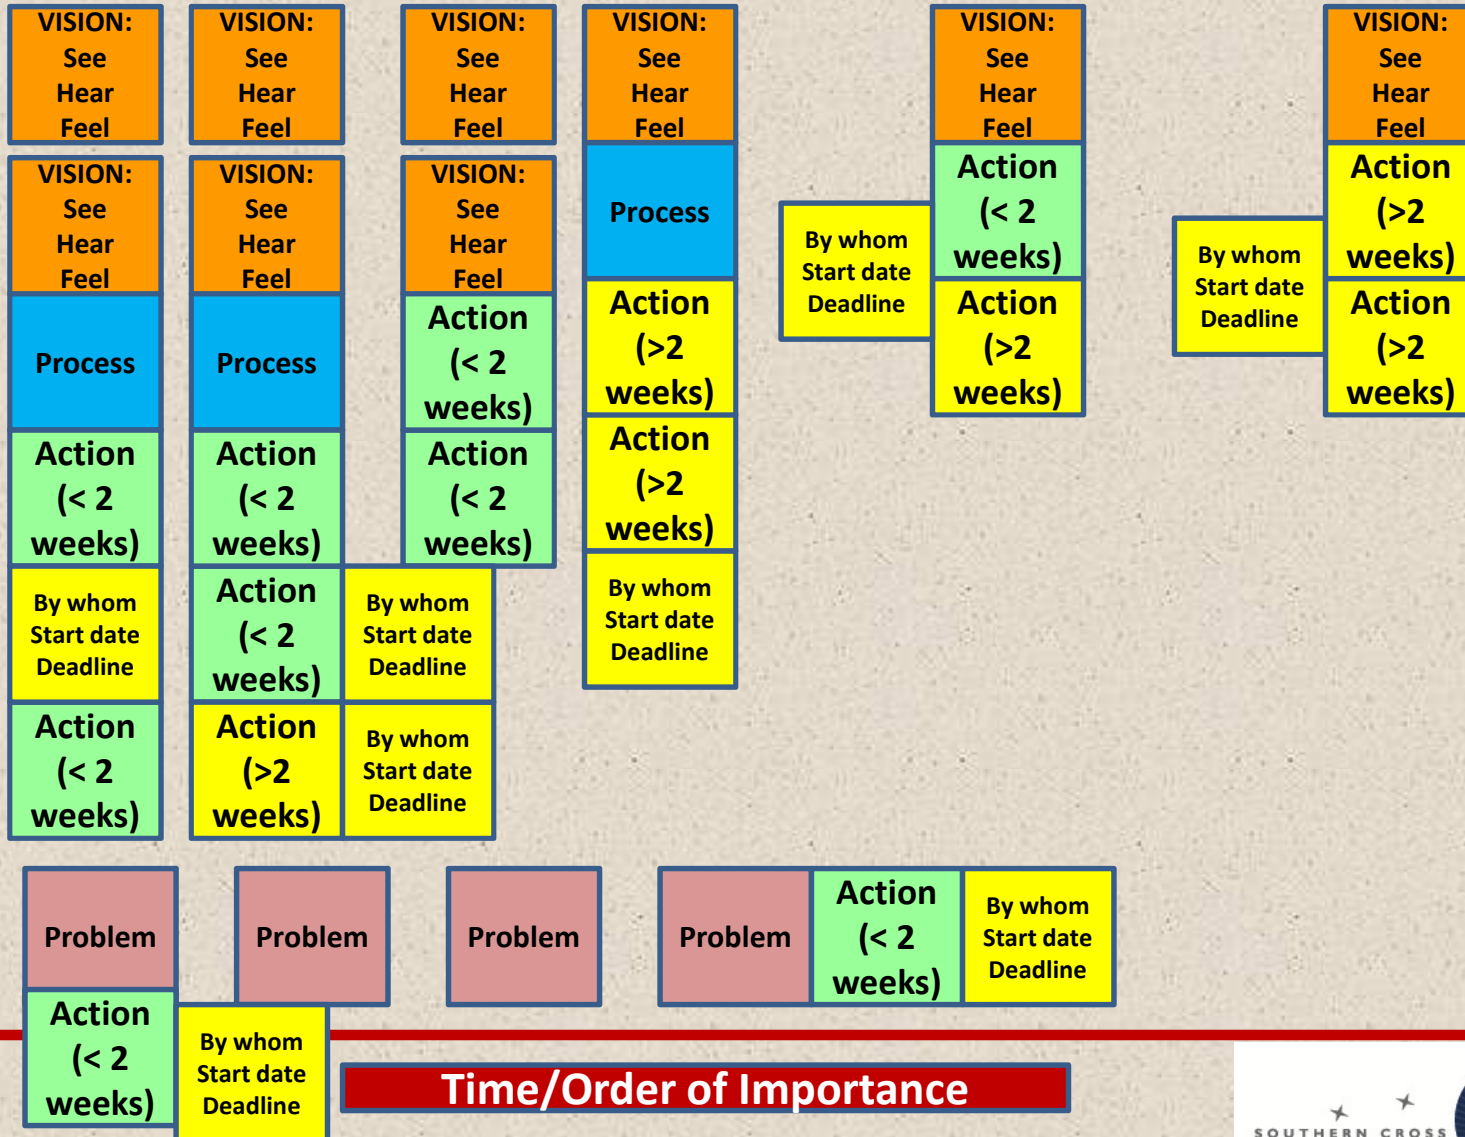 VISION:
See
Hear
Feel
VISION:
See
Hear
Feel
VISION:
See
Hear
Feel
VISION:
See
Hear
Feel
VISION:
See
Hear
Feel
VISION:
See
Hear
Feel
VISION:
See
Hear
Feel
Process
Action
(< 2
weeks)
By whom
Start date
Deadline
Action
(< 2
weeks)
VISION:
See
Hear
Feel
Process
Action
(< 2
weeks)
Action
(< 2
weeks)
By whom
Start date
Deadline
Action
(>2
weeks)
By whom
Start date
Deadline
VISION:
See
Hear
Feel
Action
(< 2
weeks)
Action
(< 2
weeks)
Process
Action
(>2
weeks)
Action
(>2
weeks)
By whom
Start date
Deadline
By whom
Start date
Deadline
Action
(< 2
weeks)
Action
(>2
weeks)
By whom
Start date
Deadline
Action
(>2
weeks)
Action
(>2
weeks)
Problem
Action
(< 2
weeks)
By whom
Start date
Deadline
Problem
Problem
Problem
Action
(< 2
weeks)
By whom
Start date
Deadline
Time/Order of Importance
SOUTHERN CROSS